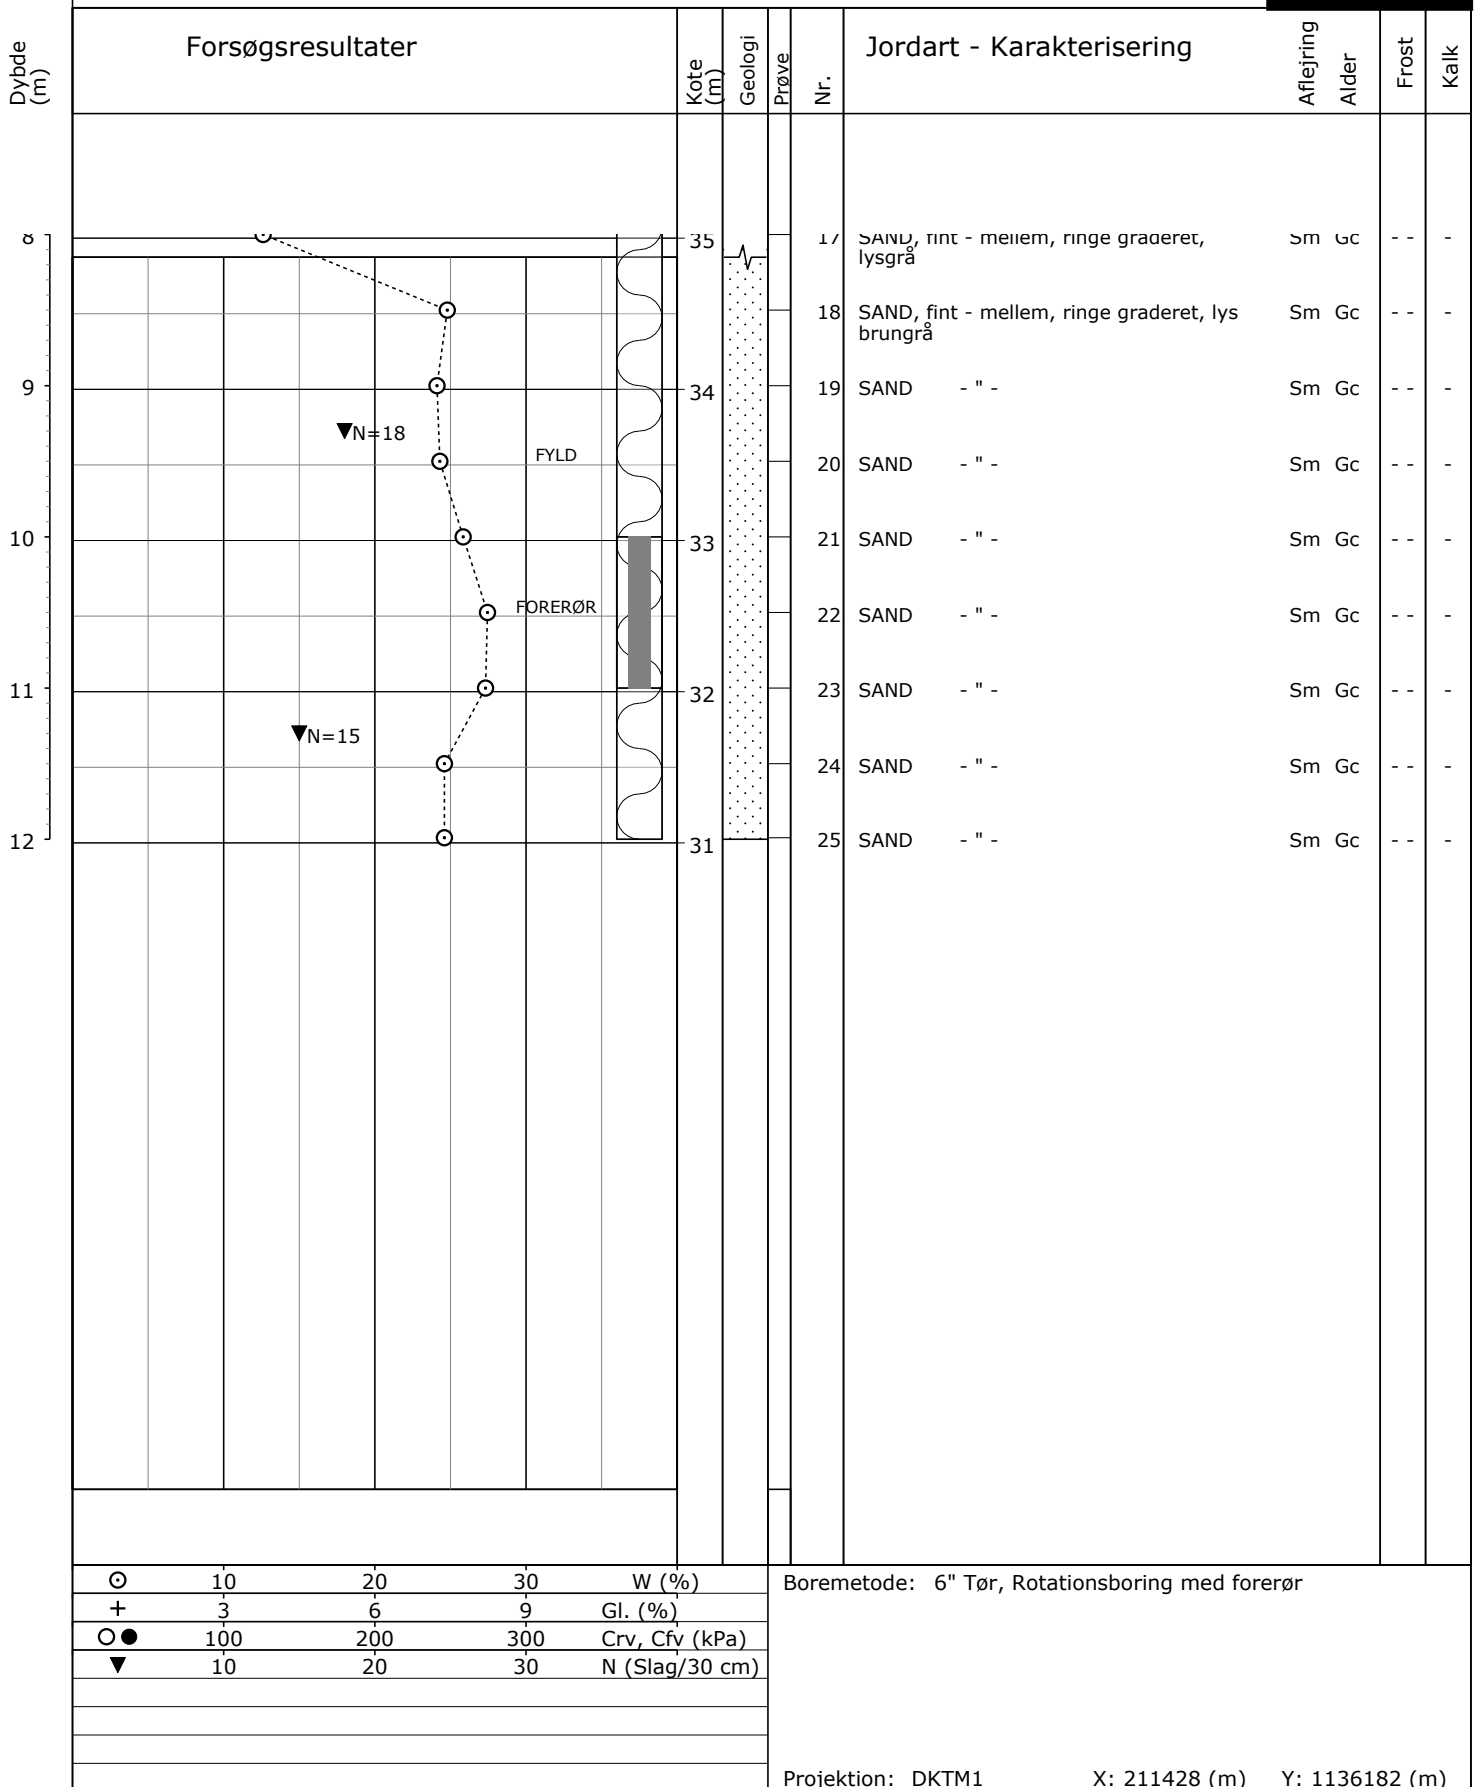 Dybde (m)
Forsøgsresultater
Kote (m)
Geologi
Prøve
Nr.
Jordart - Karakterisering
Aflejring
Alder
Frost
Kalk
8 35 17 SAND, fint - mellem, ringe graderet, Sm Gc - - -
lysgrå
18 SAND, fint - mellem, ringe graderet, lys Sm Gc - - -
brungrå
9 34 19 SAND - " - Sm Gc - - -
N=18
FYLD 20 SAND - " - Sm Gc - - -
10 33 21 SAND - " - Sm Gc - - -
FORERØR 22 SAND - " - Sm Gc - - -
11 32 23 SAND - " - Sm Gc - - -
N=15
24 SAND - " - Sm Gc - - -
12 31 25 SAND - " - Sm Gc - - -
10 20 30 W (%)
3 6 9 Gl. (%)
100 200 300 Crv, Cfv (kPa)
10 20 30 N (Slag/30 cm)
Boremetode: 6" Tør, Rotationsboring med forerør
Projektion: DKTM1 X: 211428 (m) Y: 1136182 (m)